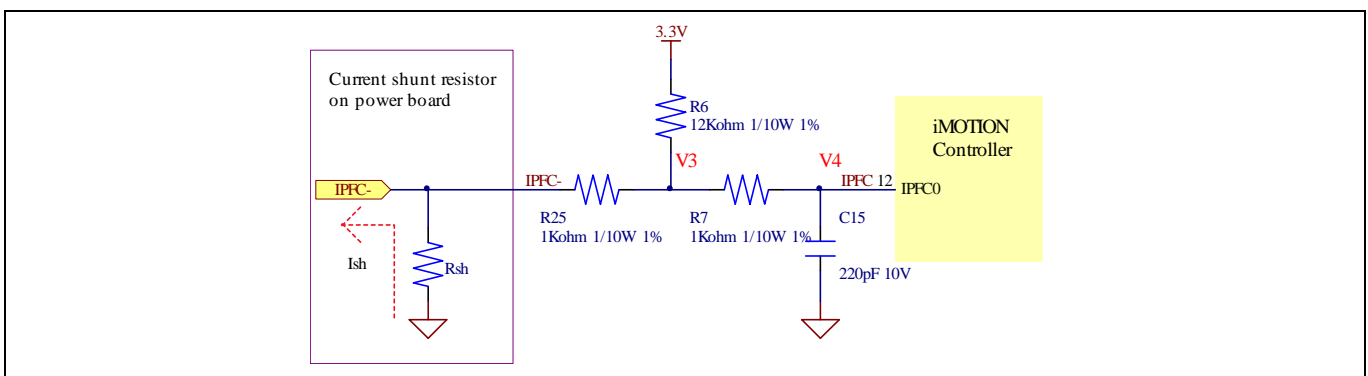 3.3V
Current shunt resistor
on power board
R6
12Kohm 1/10W 1%
iMOTION
Controller
V3
V4
IPFC-
IPFC-
IPFC 12
IPFC0
R25
1Kohm 1/10W 1%
R7
1Kohm 1/10W 1%
C15
Ish
Rsh
220pF 10V